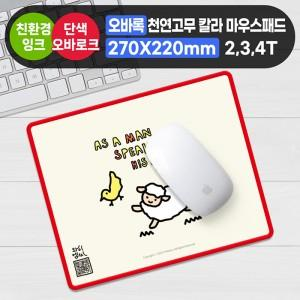 친환경
잉크
단색
오바로크
오바록 천연고무 칼라 마우스패드
270X220mm 2,3,4T
AS A MAN
SPEA
HIS